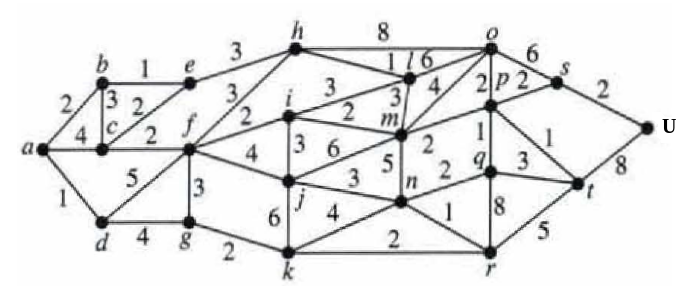 h 8 o
3 1 l 6 6 s
b 1 e 3 2 p 2
2 3 2 3 i 2 3 4 2 U
a 4 c 2 f 2 m 2 1 1
5 4 3 6 5 2 q 3 8
1 3 j 3 n t
d 4 g 6 4 1 8 5
2 k 2 r